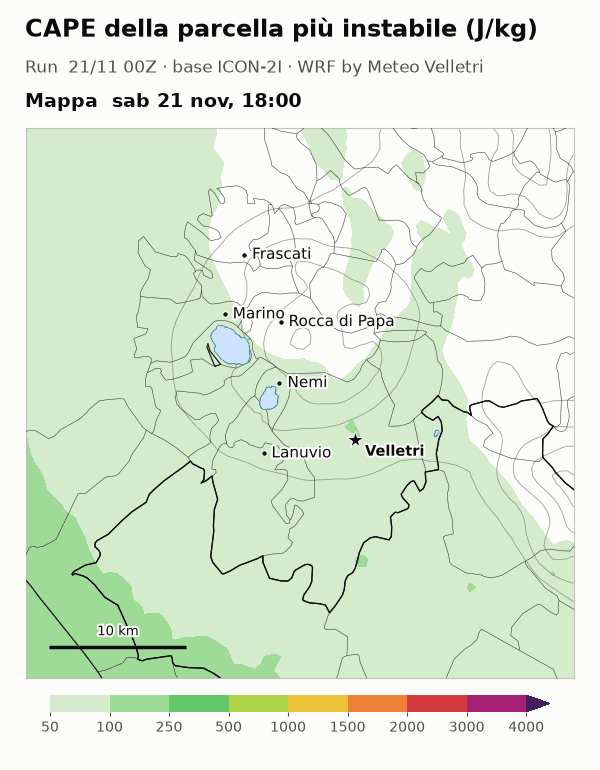 CAPE della parcella più instabile (J/kg)
Run  21/11 00Z · base ICON-2I · WRF by Meteo Velletri
Mappa  sab 21 nov, 18:00
Frascati
Marino
Rocca di Papa
Nemi
Velletri
Lanuvio
10 km
50 100 250 500 1000 1500 2000 3000 4000